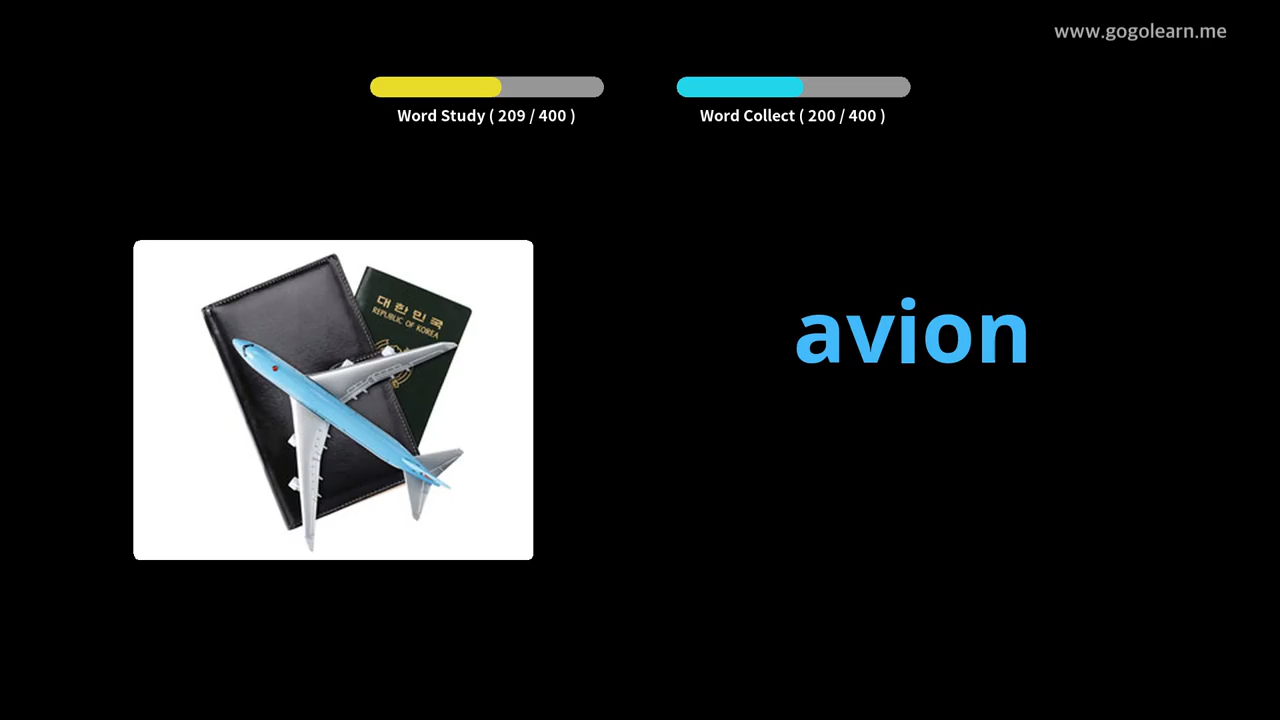 www.gogolearn.me
Word Study ( 209 / 400 )
Word Collect ( 200 / 400 )
대한민국
REPUBLIC OF KOREA
avion